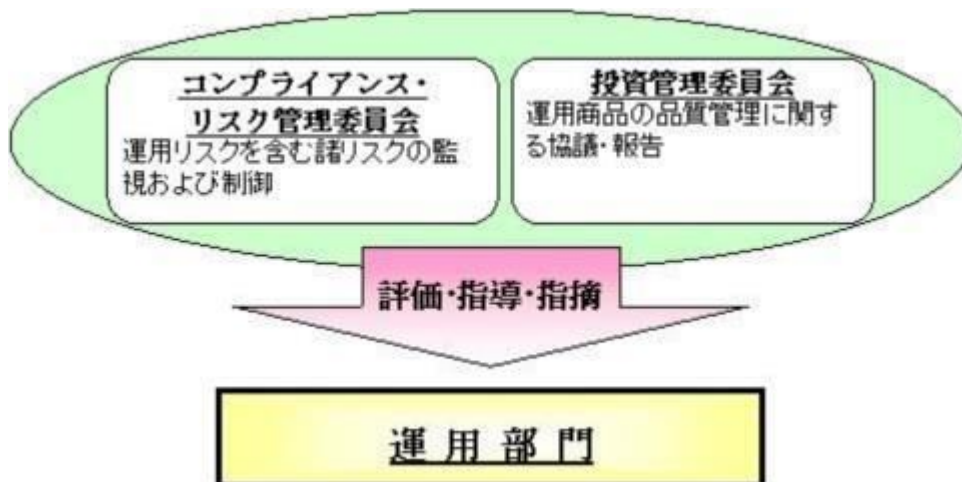 コンプライアンス・
リスク管理委員会
運用リスクを含む諸リスクの監
視および制御
投資管理委員会
運用商品の品質管理に関す
る協議・報告
評価・指導・指摘
運用部門